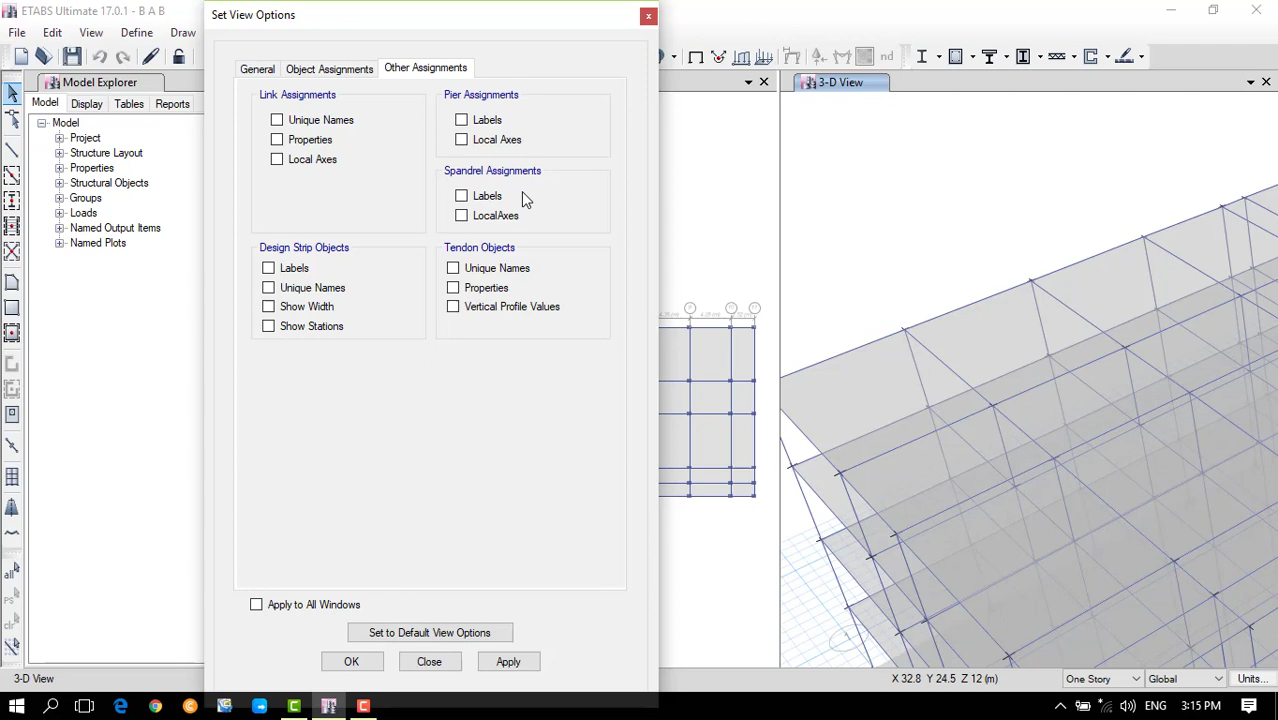 ETABS Ultimate 17.0.1 - B A B
Set View Options
x
File Edit View Define Draw
Model Explorer
3-D View
Model Display Tables Reports
General Object Assignments Other Assignments
Model
Project
Structure Layout
Properties
Structural Objects
Groups
Loads
Named Output Items
Named Plots
Link Assignments
Unique Names
Properties
Local Axes
Pier Assignments
Labels
Local Axes
Spandrel Assignments
Labels
LocalAxes
Design Strip Objects
Labels
Unique Names
Show Width
Show Stations
Tendon Objects
Unique Names
Properties
Vertical Profile Values
all
PS
clr
nd
Apply to All Windows
Set to Default View Options
OK Close Apply
3-D View
X 32.8 Y 24.5 Z 12 (m)
One Story
Global
Units...
ENG
3:15 PM